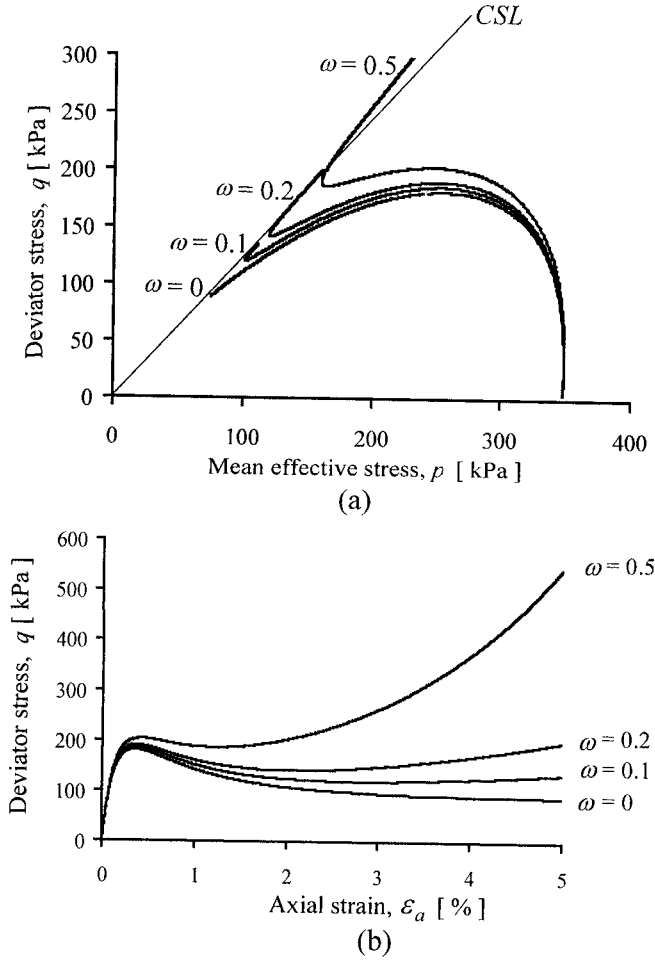 CSL
300
250
200
150
100
50
0
Deviator stress, q [ kPa]
ω = 0.5
ω = 0.2
ω = 0.1
ω = 0
0
100
200
300
400
Mean effective stress, p [ kPa ]
(a)
600
500
400
300
200
100
0
Deviator stress, q [ kPa]
ω = 0.5
ω = 0.2
ω = 0.1
ω = 0
0
1
2
3
4
5
Axial strain, εa [ % ]
(b)